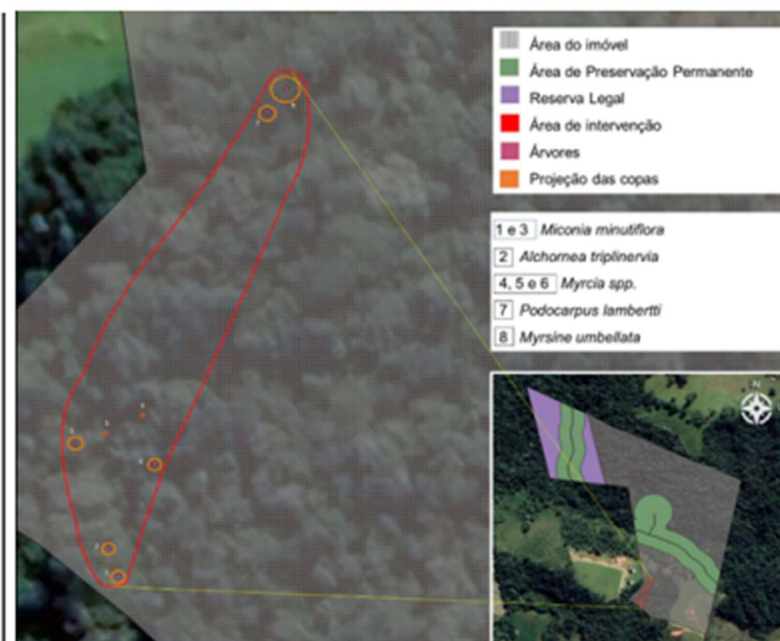 Área do imóvel
Área de Preservação Permanente
Reserva Legal
Área de intervenção
Árvores
Projeção das copas
1 e 3 Miconia minutiflora
2 Alchornea triplinervia
4, 5 e 6 Myrcia spp.
7 Podocarpus lambertti
8 Myrsine umbellata
N